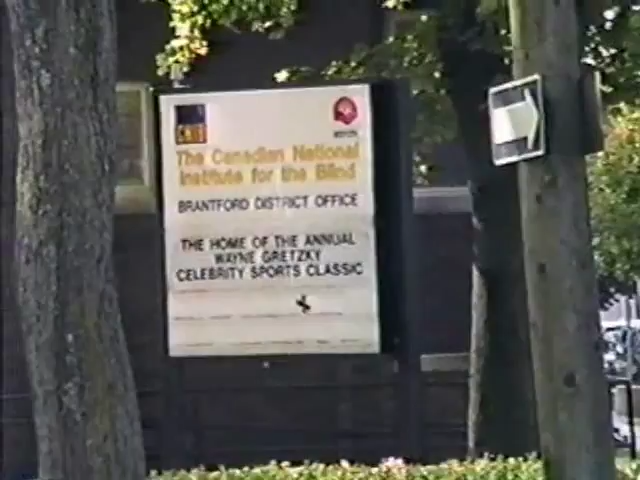 CNIB
The Canadian National
Institute for the Blind
BRANTFORD DISTRICT OFFICE
THE HOME OF THE ANNUAL
WAYNE GRETZKY
CELEBRITY SPORTS CLASSIC